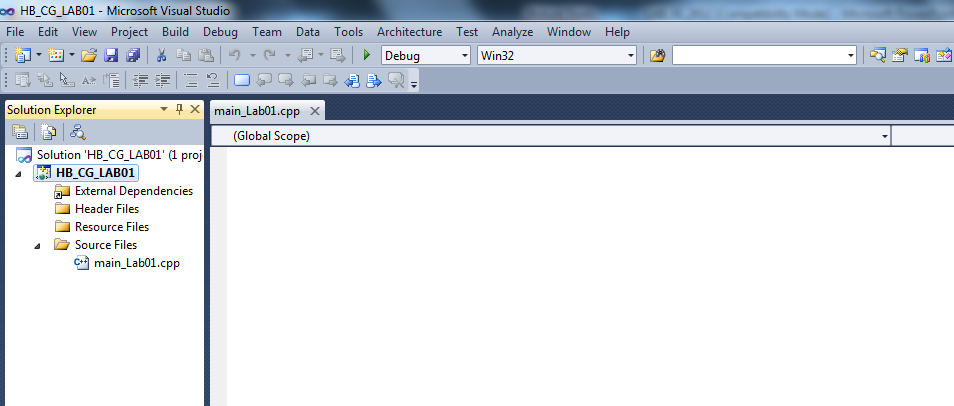 HB_CG_LAB01 - Microsoft Visual Studio
File Edit View Project Build Debug Team Data Tools Architecture Test Analyze Window Help
Debug Win32
Solution Explorer
main_Lab01.cpp
(Global Scope)
Solution 'HB_CG_LAB01' (1 proj
HB_CG_LAB01
External Dependencies
Header Files
Resource Files
Source Files
C++ main_Lab01.cpp